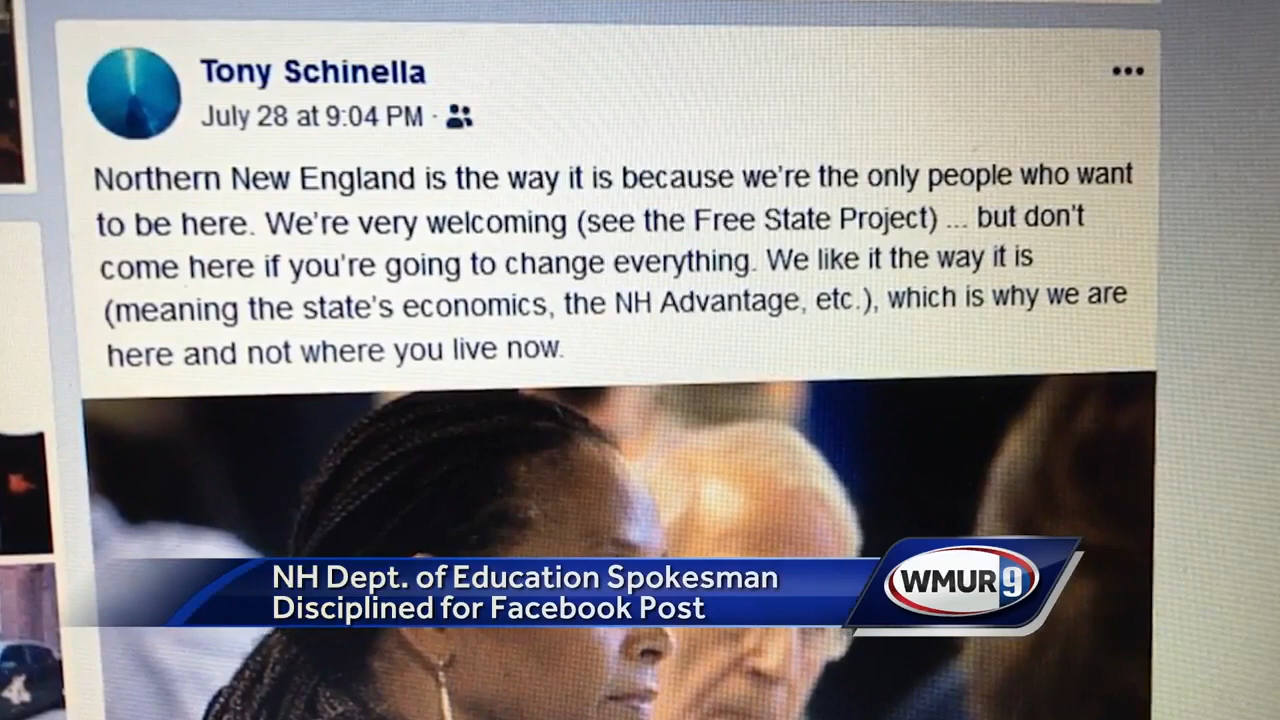 Tony Schinella
July 28 at 9:04 PM ·
Northern New England is the way it is because we're the only people who want
to be here. We're very welcoming (see the Free State Project) ... but don't
come here if you're going to change everything. We like it the way it is
(meaning the state's economics, the NH Advantage, etc.), which is why we are
here and not where you live now.
NH Dept. of Education Spokesman
Disciplined for Facebook Post
WMUR 9